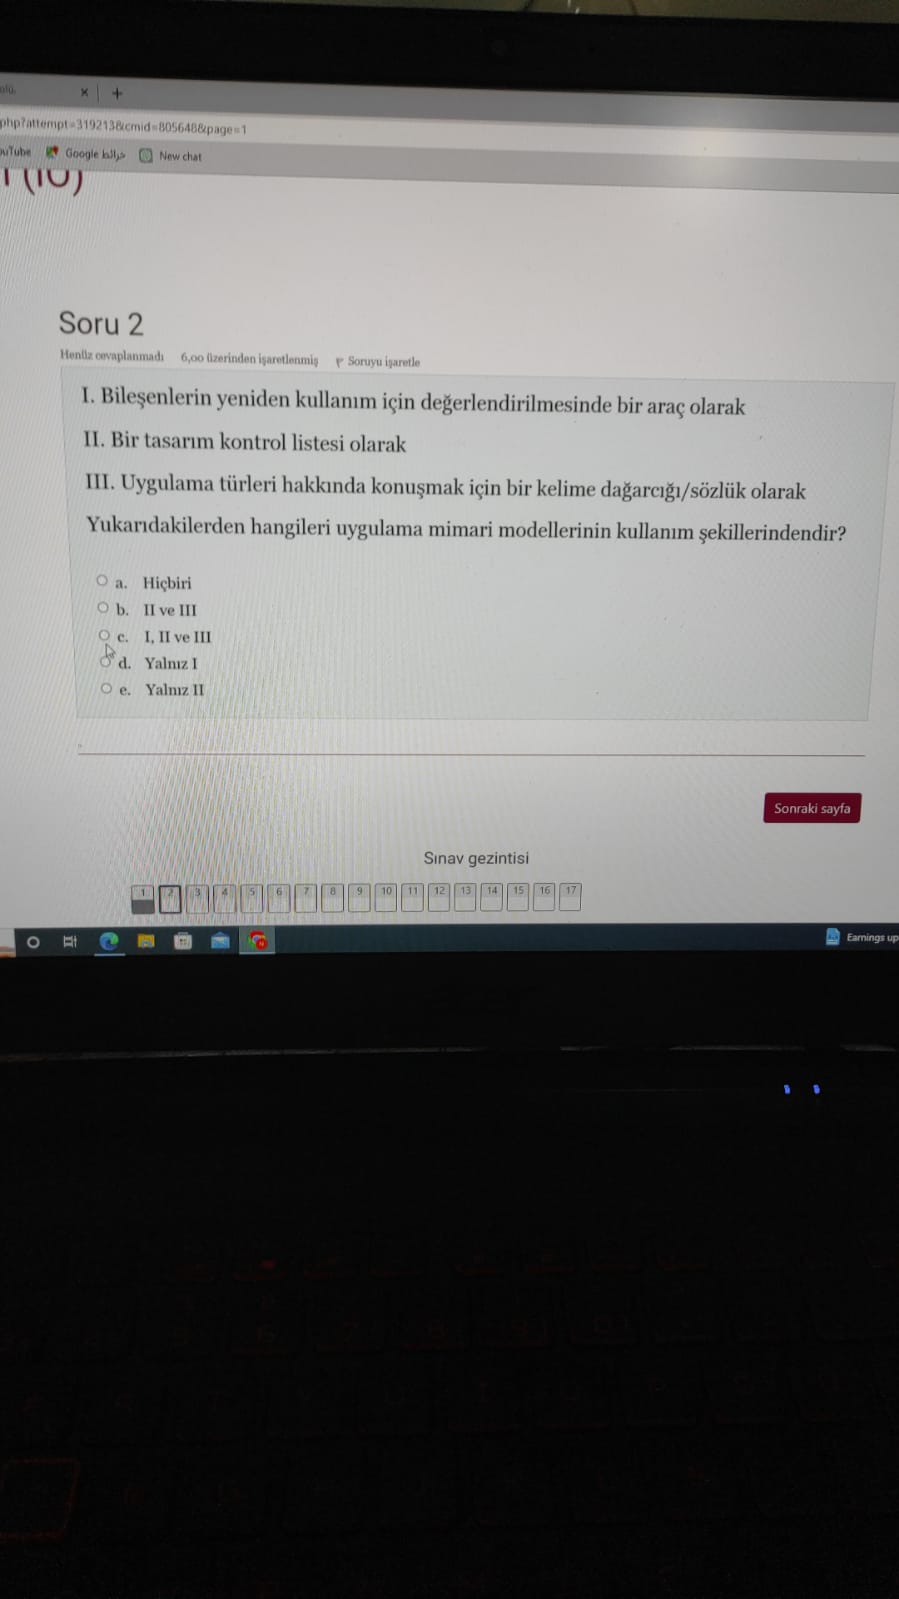 php?attempt=319213&cmid=805648&page=1
ouTube Google خرائط New chat
Soru 2
Henüz cevaplanmadı 6,00 üzerinden işaretlenmiş Soruyu işaretle
I. Bileşenlerin yeniden kullanım için değerlendirilmesinde bir araç olarak
II. Bir tasarım kontrol listesi olarak
III. Uygulama türleri hakkında konuşmak için bir kelime dağarcığı/sözlük olarak
Yukarıdakilerden hangileri uygulama mimari modellerinin kullanım şekillerindendir?
a. Hiçbiri
b. II ve III
c. I, II ve III
d. Yalnız I
e. Yalnız II
Sonraki sayfa
Sınav gezintisi
1 2 3 4 5 6 7 8 9 10 11 12 13 14 15 16 17
Earnings up